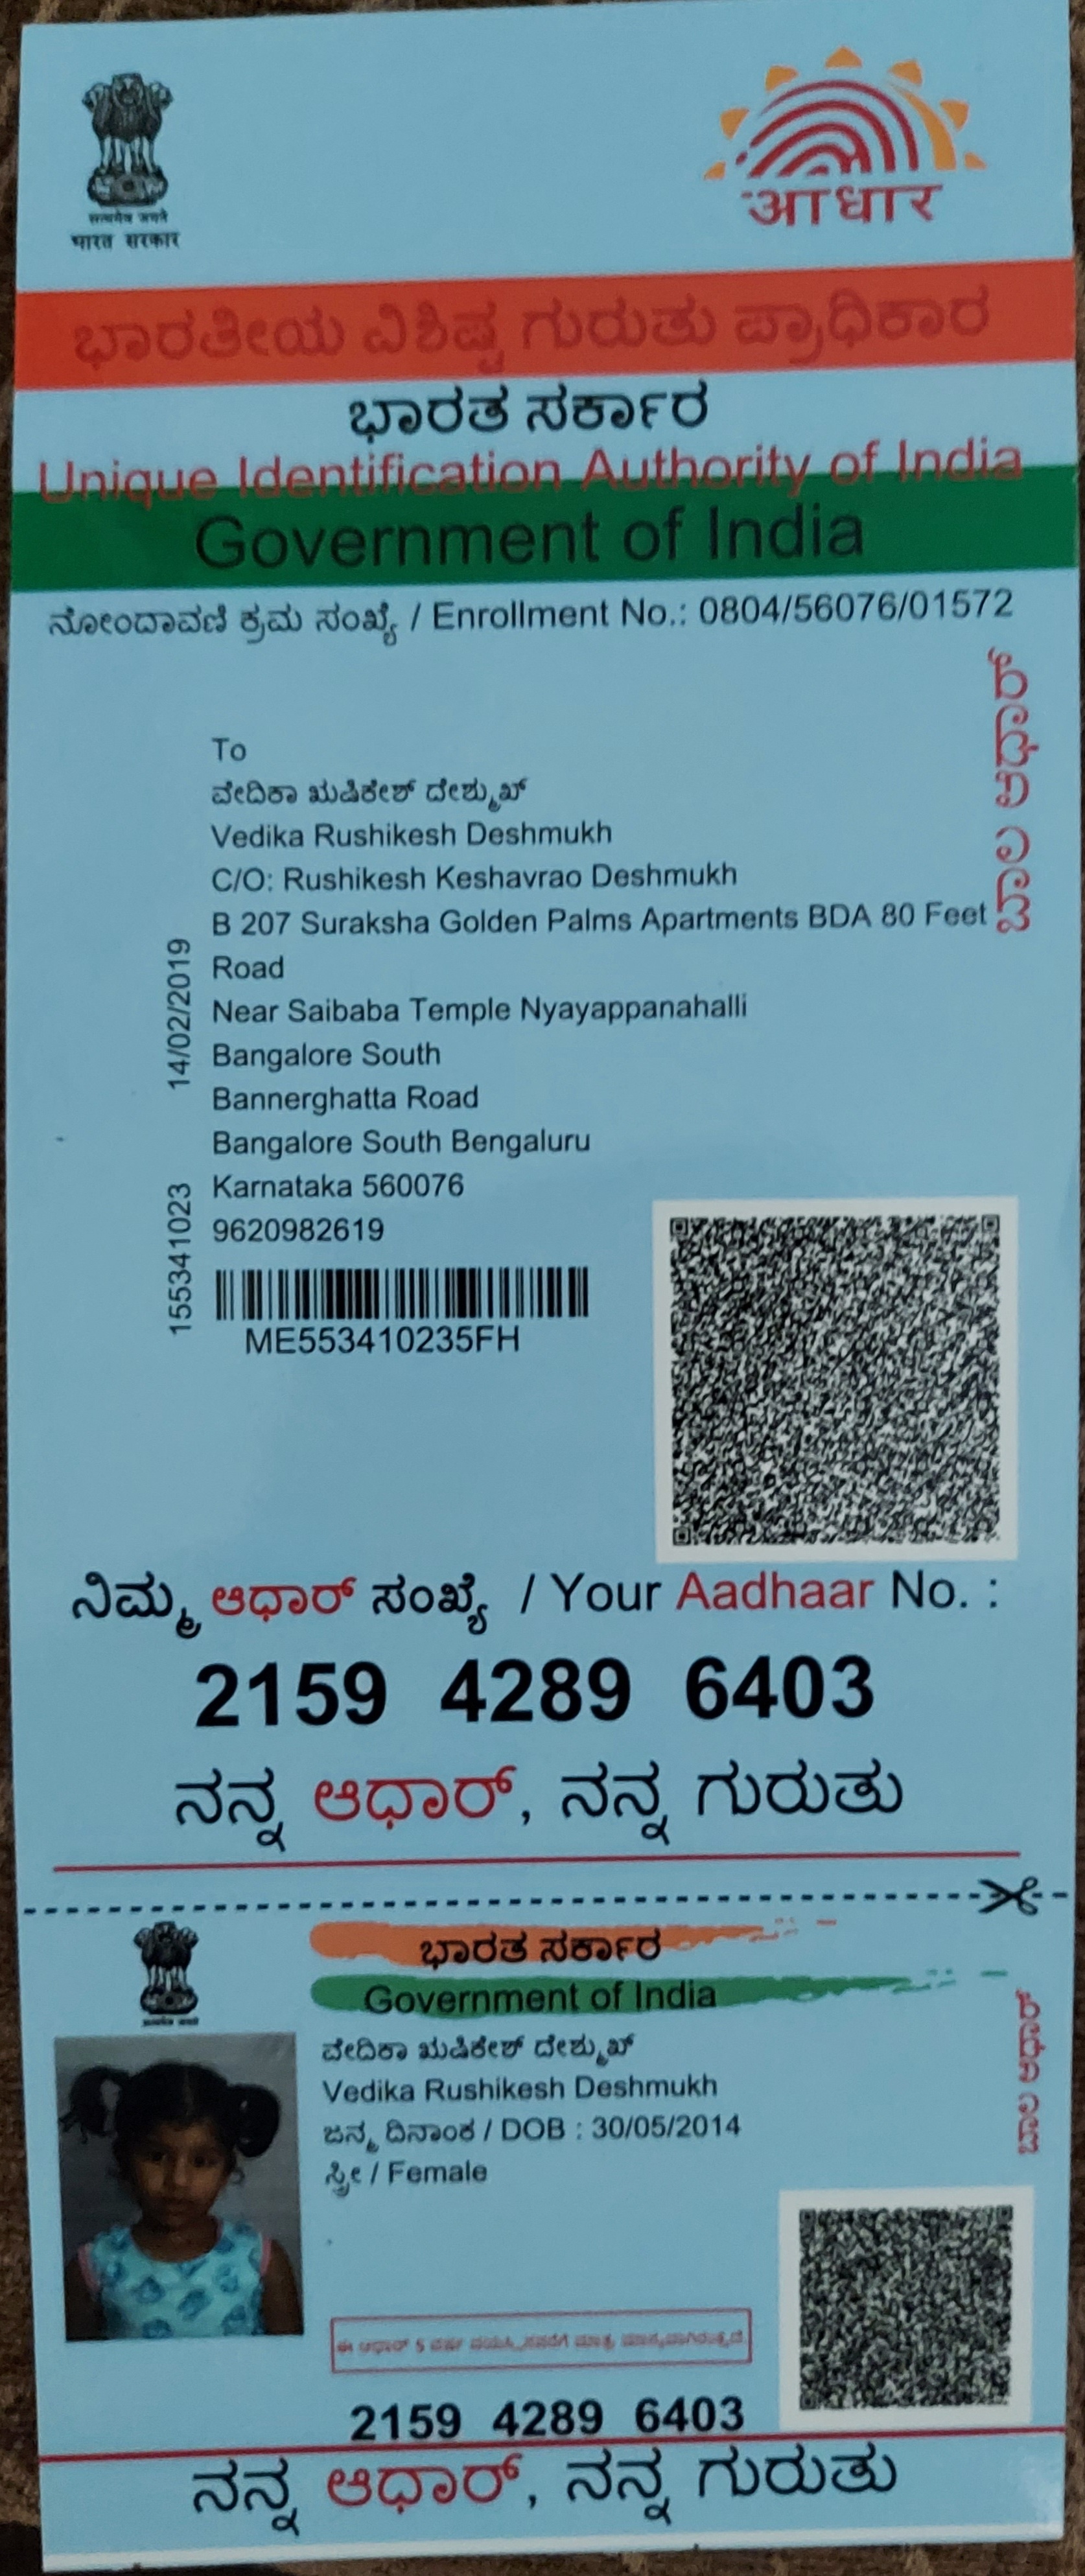 सत्यमेव जयते
भारत सरकार
आधार
ಭಾರತೀಯ ವಿಶಿಷ್ಟ ಗುರುತು ಪ್ರಾಧಿಕಾರ
ಭಾರತ ಸರ್ಕಾರ
Unique Identification Authority of India
Government of India
ನೋಂದಾವಣಿ ಕ್ರಮ ಸಂಖ್ಯೆ / Enrollment No.: 0804/56076/01572
To
ವೇದಿಕಾ ಋಷಿಕೇಶ್ ದೇಶ್ಮುಖ್
Vedika Rushikesh Deshmukh
C/O: Rushikesh Keshavrao Deshmukh
B 207 Suraksha Golden Palms Apartments BDA 80 Feet
Road
Near Saibaba Temple Nyayappanahalli
Bangalore South
Bannerghatta Road
Bangalore South Bengaluru
Karnataka 560076
9620982619
14/02/2019
155341023
ME553410235FH
ನಿಮ್ಮ ಆಧಾರ್ ಸಂಖ್ಯೆ / Your Aadhaar No. :
2159 4289 6403
ನನ್ನ ಆಧಾರ್, ನನ್ನ ಗುರುತು
ಭಾರತ ಸರ್ಕಾರ
Government of India
ವೇದಿಕಾ ಋಷಿಕೇಶ್ ದೇಶ್ಮುಖ್
Vedika Rushikesh Deshmukh
ಜನ್ಮ ದಿನಾಂಕ / DOB : 30/05/2014
ಸ್ತ್ರೀ / Female
ಈ ಆಧಾರ್ 5 ವರ್ಷ
2159 4289 6403
ನನ್ನ ಆಧಾರ್, ನನ್ನ ಗುರುತು